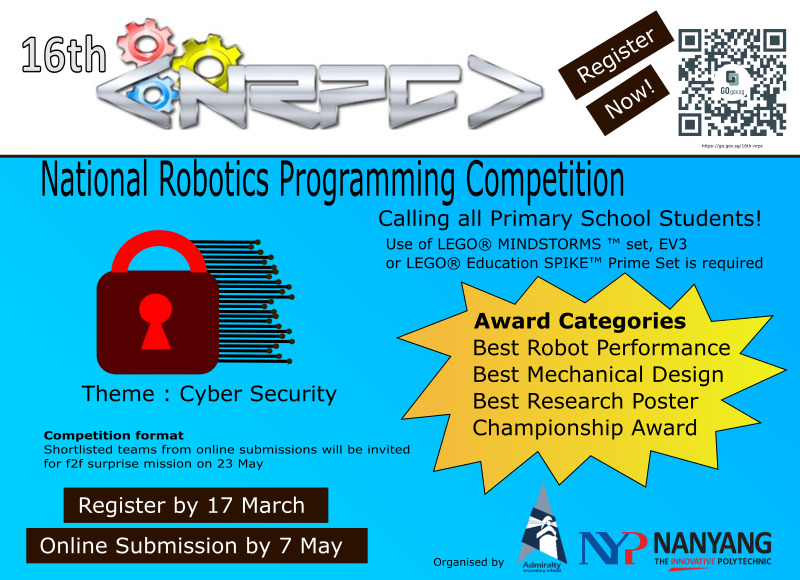 16th
<NRPC>
Register
Now!
GO gov.sg
https://go.gov.sg/16th-nrpc
National Robotics Programming Competition
Calling all Primary School Students!
Use of LEGO® MINDSTORMS ™ set, EV3
or LEGO® Education SPIKE™ Prime Set is required
Award Categories
Best Robot Performance
Best Mechanical Design
Best Research Poster
Championship Award
Theme : Cyber Security
Competition format
Shortlisted teams from online submissions will be invited
for f2f surprise mission on 23 May
Register by 17 March
Online Submission by 7 May
Organised by
Admiralty
secondary school
NYP NANYANG
THE INNOVATIVE POLYTECHNIC